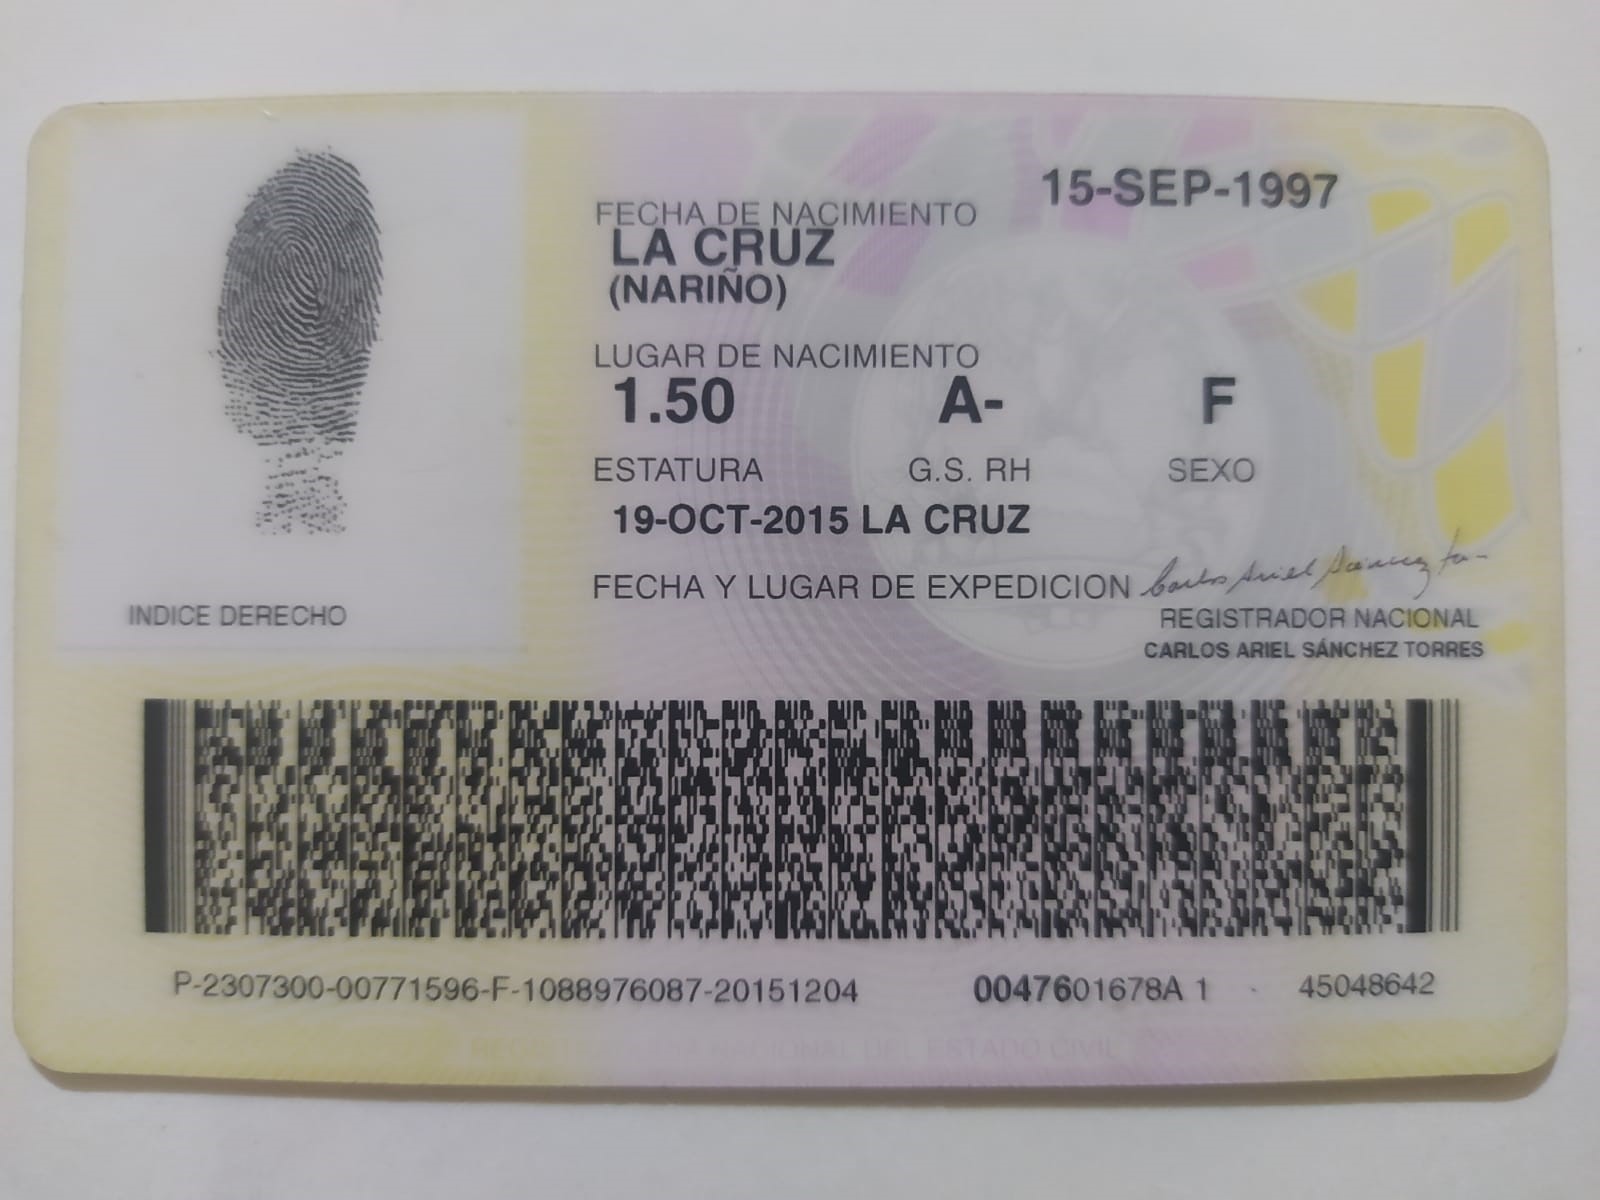 15-SEP-1997
FECHA DE NACIMIENTO
LA CRUZ
(NARIÑO)
LUGAR DE NACIMIENTO
1.50 A- F
ESTATURA G.S. RH SEXO
19-OCT-2015 LA CRUZ
FECHA Y LUGAR DE EXPEDICION
Carlos Ariel Sánchez To-
REGISTRADOR NACIONAL
CARLOS ARIEL SÁNCHEZ TORRES
INDICE DERECHO
P-2307300-00771596-F-1088976087-20151204 0047601678A 1 45048642
REGISTRADURIA NACIONAL DEL ESTADO CIVIL